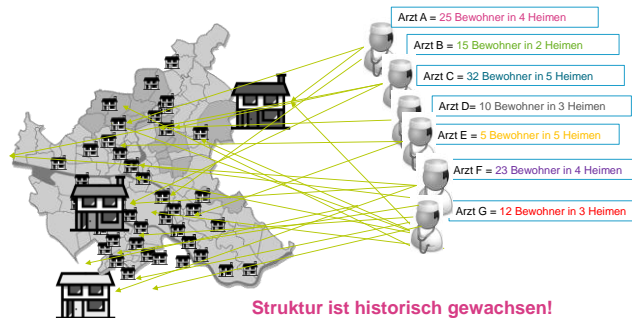 Arzt A = 25 Bewohner in 4 Heimen
Arzt B = 15 Bewohner in 2 Heimen
Arzt C = 32 Bewohner in 5 Heimen
Arzt D= 10 Bewohner in 3 Heimen
Arzt E = 5 Bewohner in 5 Heimen
Arzt F = 23 Bewohner in 4 Heimen
Arzt G = 12 Bewohner in 3 Heimen
Struktur ist historisch gewachsen!